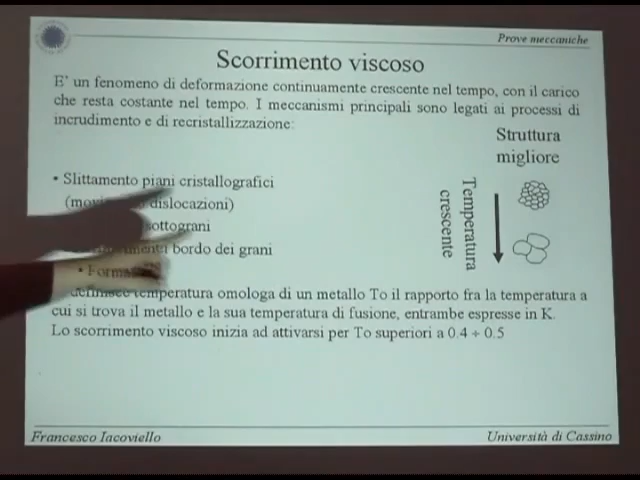 Prove meccaniche
Scorrimento viscoso
E' un fenomeno di deformazione continuamente crescente nel tempo, con il carico
che resta costante nel tempo. I meccanismi principali sono legati ai processi di
incrudimento e di recristallizzazione:
Struttura
migliore
• Slittamento piani cristallografici
dislocazioni)
sottograni
bordo dei grani
•
Temperatura
crescente
definisce temperatura omologa di un metallo To il rapporto fra la temperatura a
cui si trova il metallo e la sua temperatura di fusione, entrambe espresse in K.
Lo scorrimento viscoso inizia ad attivarsi per To superiori a 0.4 ÷ 0.5
Francesco Iacoviello
Università di Cassino